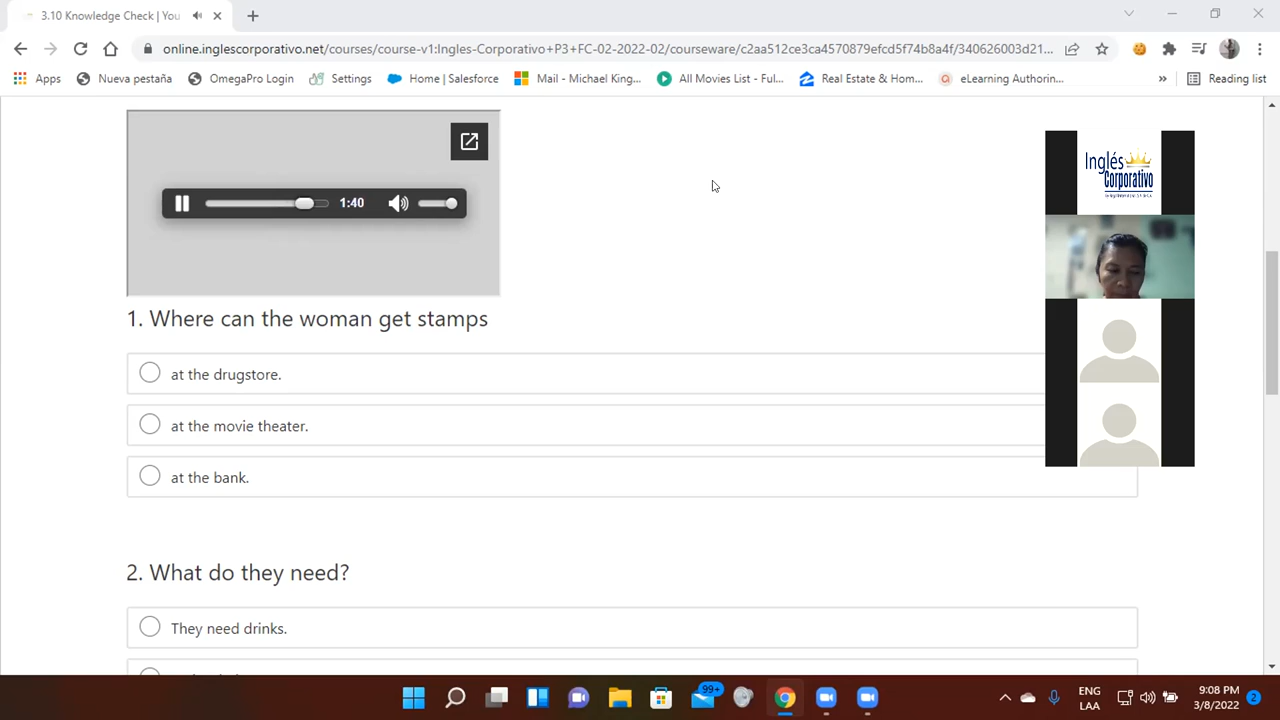 3.10 Knowledge Check | You
online.inglescorporativo.net/courses/course-v1:Ingles-Corporativo+P3+FC-02-2022-02/courseware/c2aa512ce3ca4570879efcd5f74b8a4f/340626003d21...
Apps Nueva pestaña OmegaPro Login Settings Home | Salesforce Mail - Michael King... All Movies List - Ful... Real Estate & Hom... eLearning Authorin... » Reading list
1:40
Inglés
Corporativo
1. Where can the woman get stamps
at the drugstore.
at the movie theater.
at the bank.
2. What do they need?
They need drinks.
99+
ENG
LAA
9:08 PM
3/8/2022
2